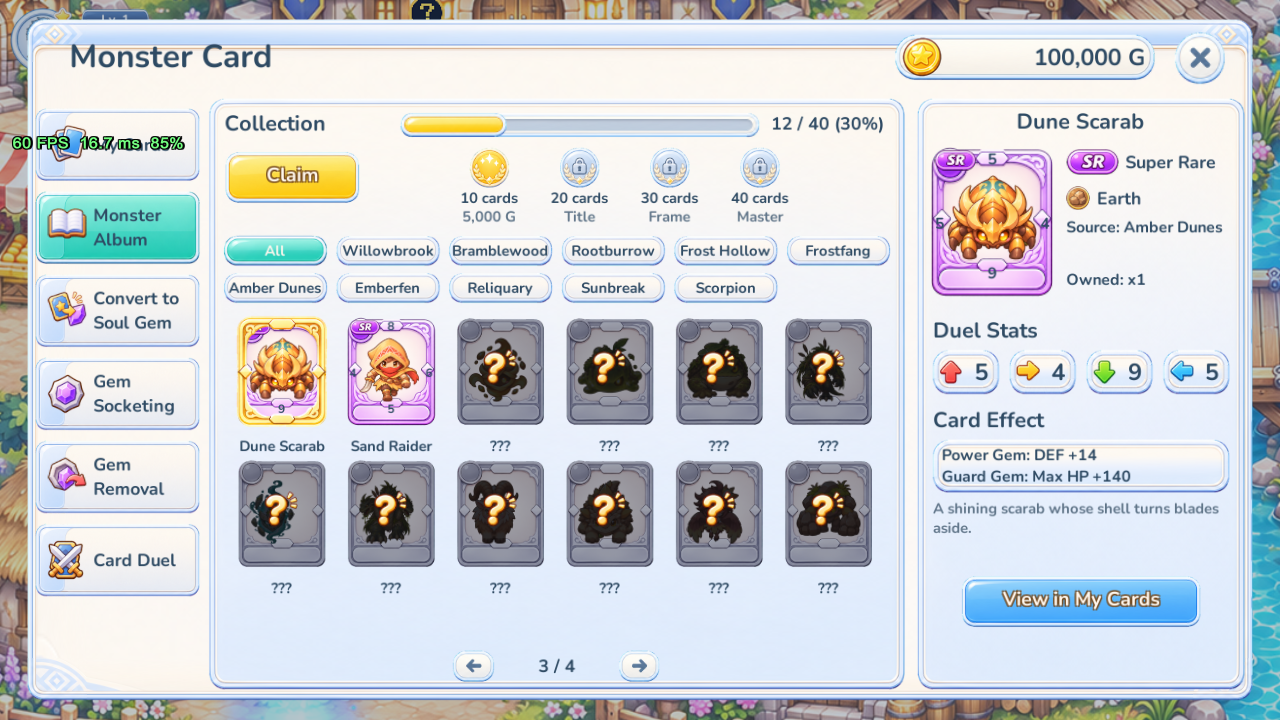 Lv.1
?
Monster Card
100,000 G
60 FPS 16.7 ms 85%
Monster
Album
Convert to
Soul Gem
Gem
Socketing
Gem
Removal
Card Duel
Collection
12 / 40 (30%)
Claim
10 cards
5,000 G
20 cards
Title
30 cards
Frame
40 cards
Master
All
Willowbrook
Bramblewood
Rootburrow
Frost Hollow
Frostfang
Amber Dunes
Emberfen
Reliquary
Sunbreak
Scorpion
9
SR
8
5
? ? ? ?
Dune Scarab
Sand Raider
???
???
???
???
? ? ? ? ? ?
???
???
???
???
???
???
3 / 4
Dune Scarab
SR
5
5
4
9
SR
Super Rare
Earth
Source: Amber Dunes
Owned: x1
Duel Stats
5
4
9
5
Card Effect
Power Gem: DEF +14
Guard Gem: Max HP +140
A shining scarab whose shell turns blades
aside.
View in My Cards